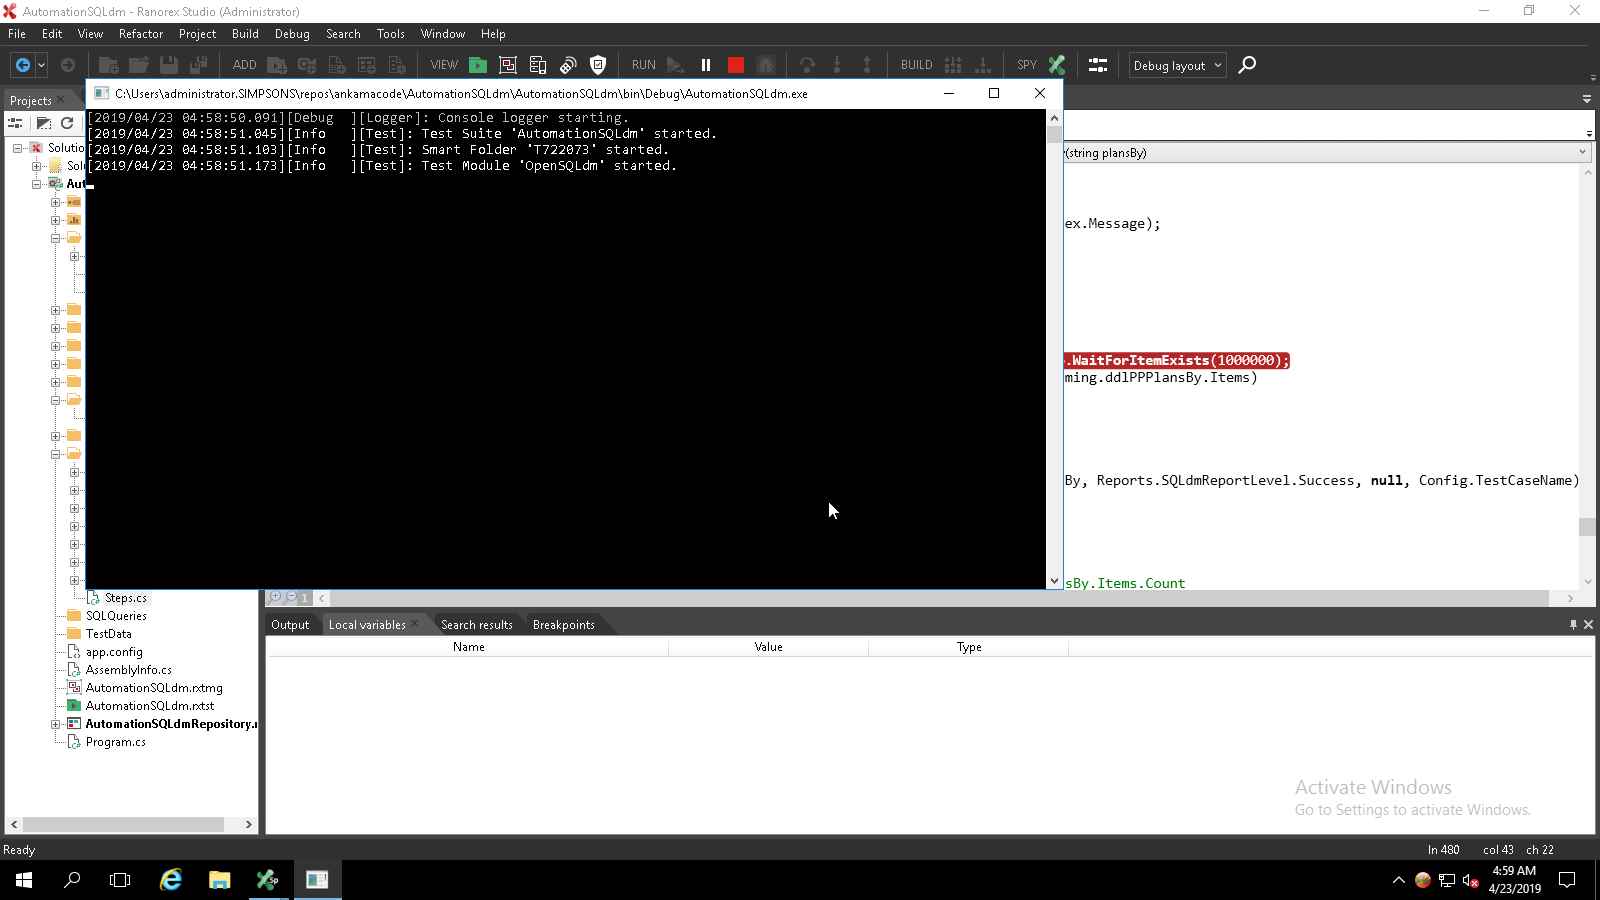 AutomationSQLdm - Ranorex Studio (Administrator)
File Edit View Refactor Project Build Debug Search Tools Window Help
ADD VIEW RUN BUILD SPY Debug layout
Projects
C:\Users\administrator.SIMPSONS\repos\ankamacode\AutomationSQLdm\AutomationSQLdm\bin\Debug\AutomationSQLdm.exe
[2019/04/23 04:58:50.091][Debug ][Logger]: Console logger starting.
[2019/04/23 04:58:51.045][Info ][Test]: Test Suite 'AutomationSQLdm' started.
[2019/04/23 04:58:51.103][Info ][Test]: Smart Folder 'T722073' started.
[2019/04/23 04:58:51.173][Info ][Test]: Test Module 'OpenSQLdm' started.
Solutio
Sol
Aut
(string plansBy)
ex.Message);
.WaitForItemExists(1000000);
ming.ddlPPPlansBy.Items)
By, Reports.SQLdmReportLevel.Success, null, Config.TestCaseName)
sBy.Items.Count
Steps.cs
SQLQueries
TestData
app.config
AssemblyInfo.cs
AutomationSQLdm.rxtmg
AutomationSQLdm.rxtst
AutomationSQLdmRepository.r
Program.cs
1
Output Local variables Search results Breakpoints
Name Value Type
Activate Windows
Go to Settings to activate Windows.
Ready
ln 480 col 43 ch 22
Sp
4:59 AM
4/23/2019